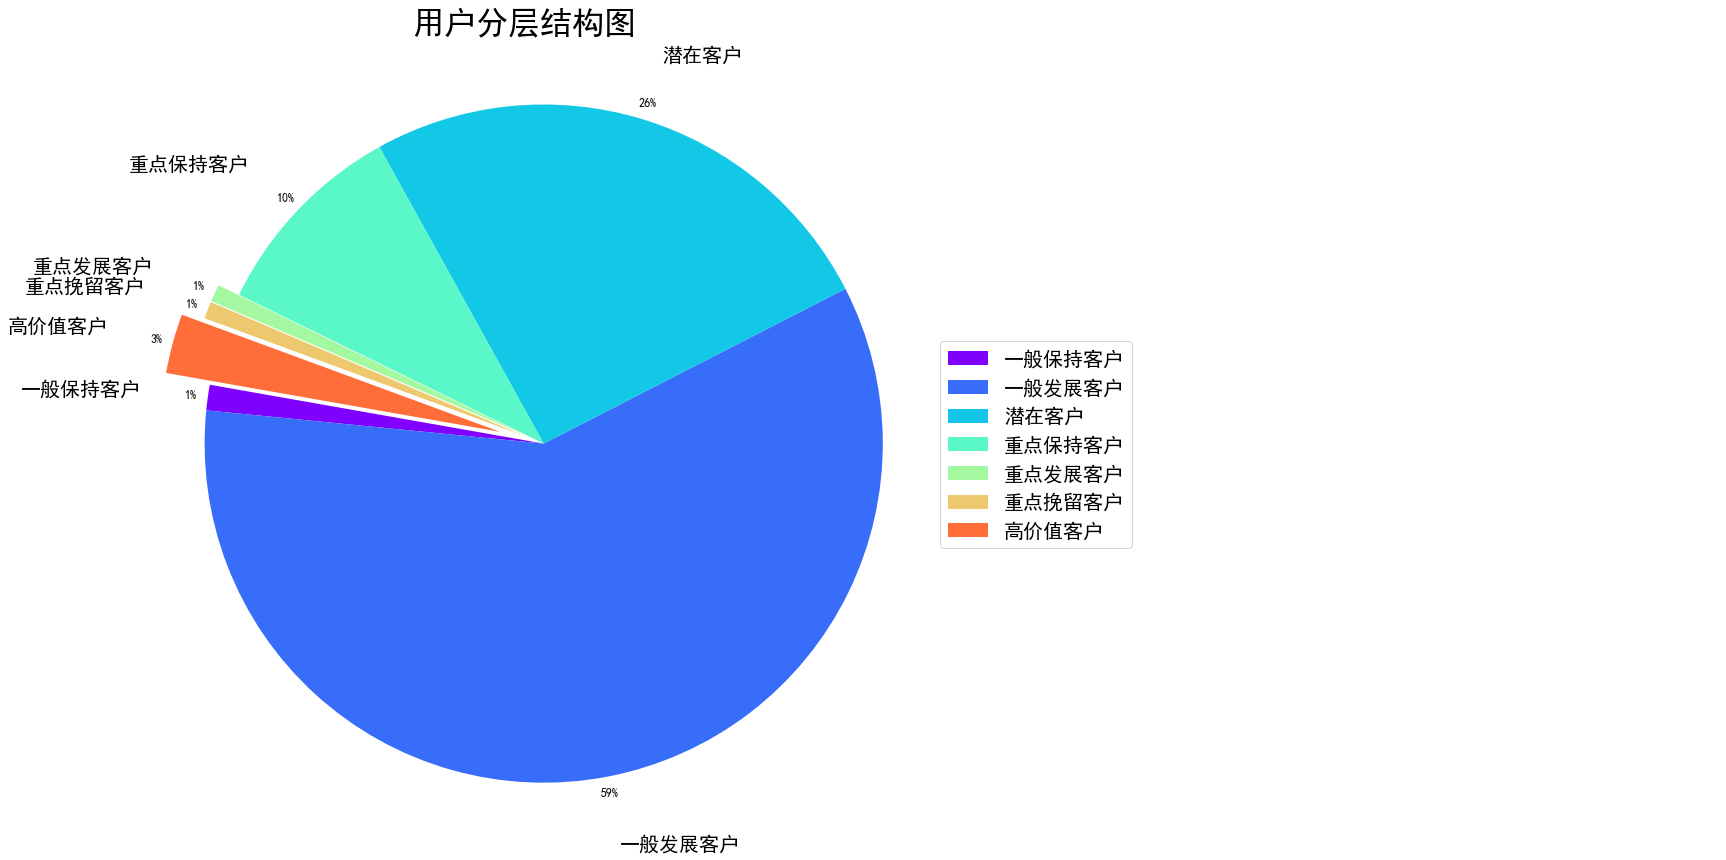 用户分层结构图
潜在客户
26%
重点保持客户
10%
重点发展客户
1%
重点挽留客户
1%
高价值客户
3%
一般保持客户
1%
59%
一般发展客户
一般保持客户
一般发展客户
潜在客户
重点保持客户
重点发展客户
重点挽留客户
高价值客户